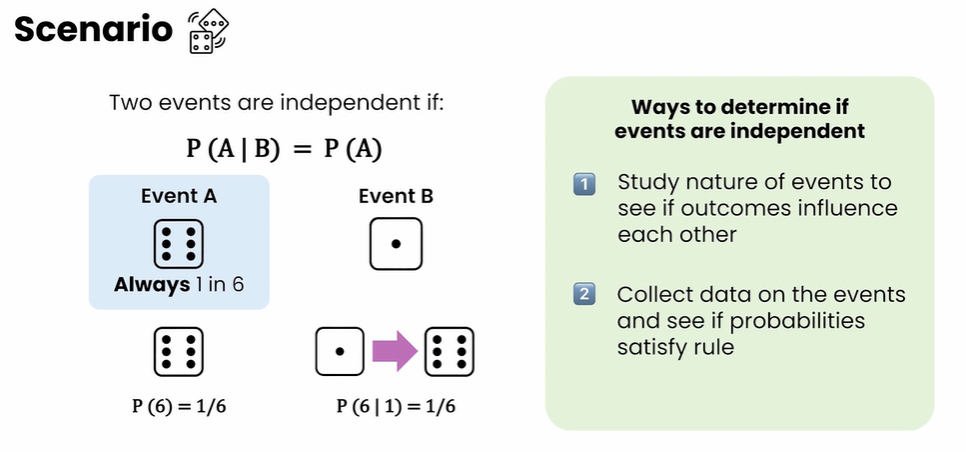 Scenario
Two events are independent if:
P (A | B) = P (A)
Event A
Event B
Always 1 in 6
P (6) = 1/6
P (6 | 1) = 1/6
Ways to determine if
events are independent
1 Study nature of events to
see if outcomes influence
each other
2 Collect data on the events
and see if probabilities
satisfy rule